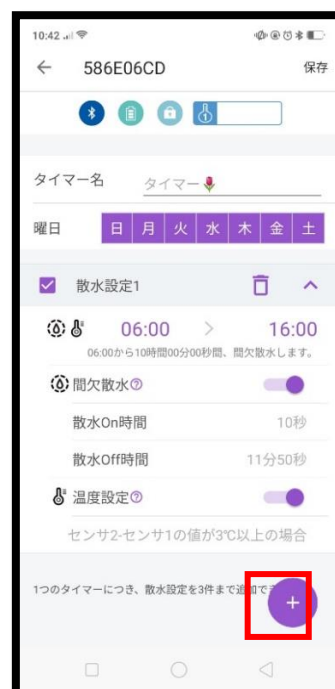 10:42
586E06CD
保存
1
タイマー名
タイマー
曜日
日 月 火 水 木 金 土
散水設定1
06:00 > 16:00
06:00から10時間00分00秒間、間欠散水します。
間欠散水?
散水On時間 10秒
散水Off時間 11分50秒
温度設定?
センサ2-センサ1の値が3℃以上の場合
1つのタイマーにつき、散水設定を3件まで追加でき
+